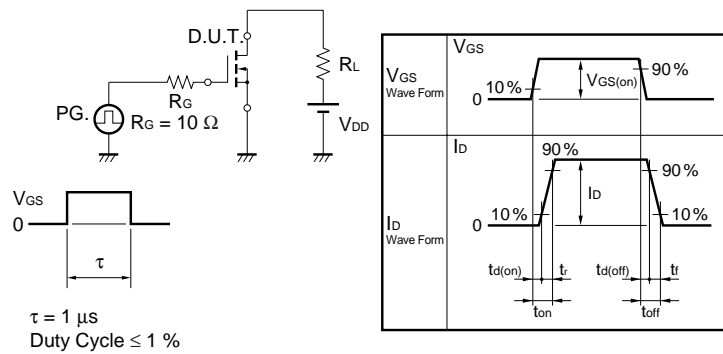 D.U.T.
RL
RG
PG.
RG = 10 Ω
VDD
VGS
0
τ
τ = 1 μs
Duty Cycle ≤ 1 %
VGS
Wave Form
VGS
10 %
VGS(on)
90 %
0
ID
Wave Form
ID
90 %
90 %
10 %
ID
10 %
0
td(on)
tr
td(off)
tf
ton
toff